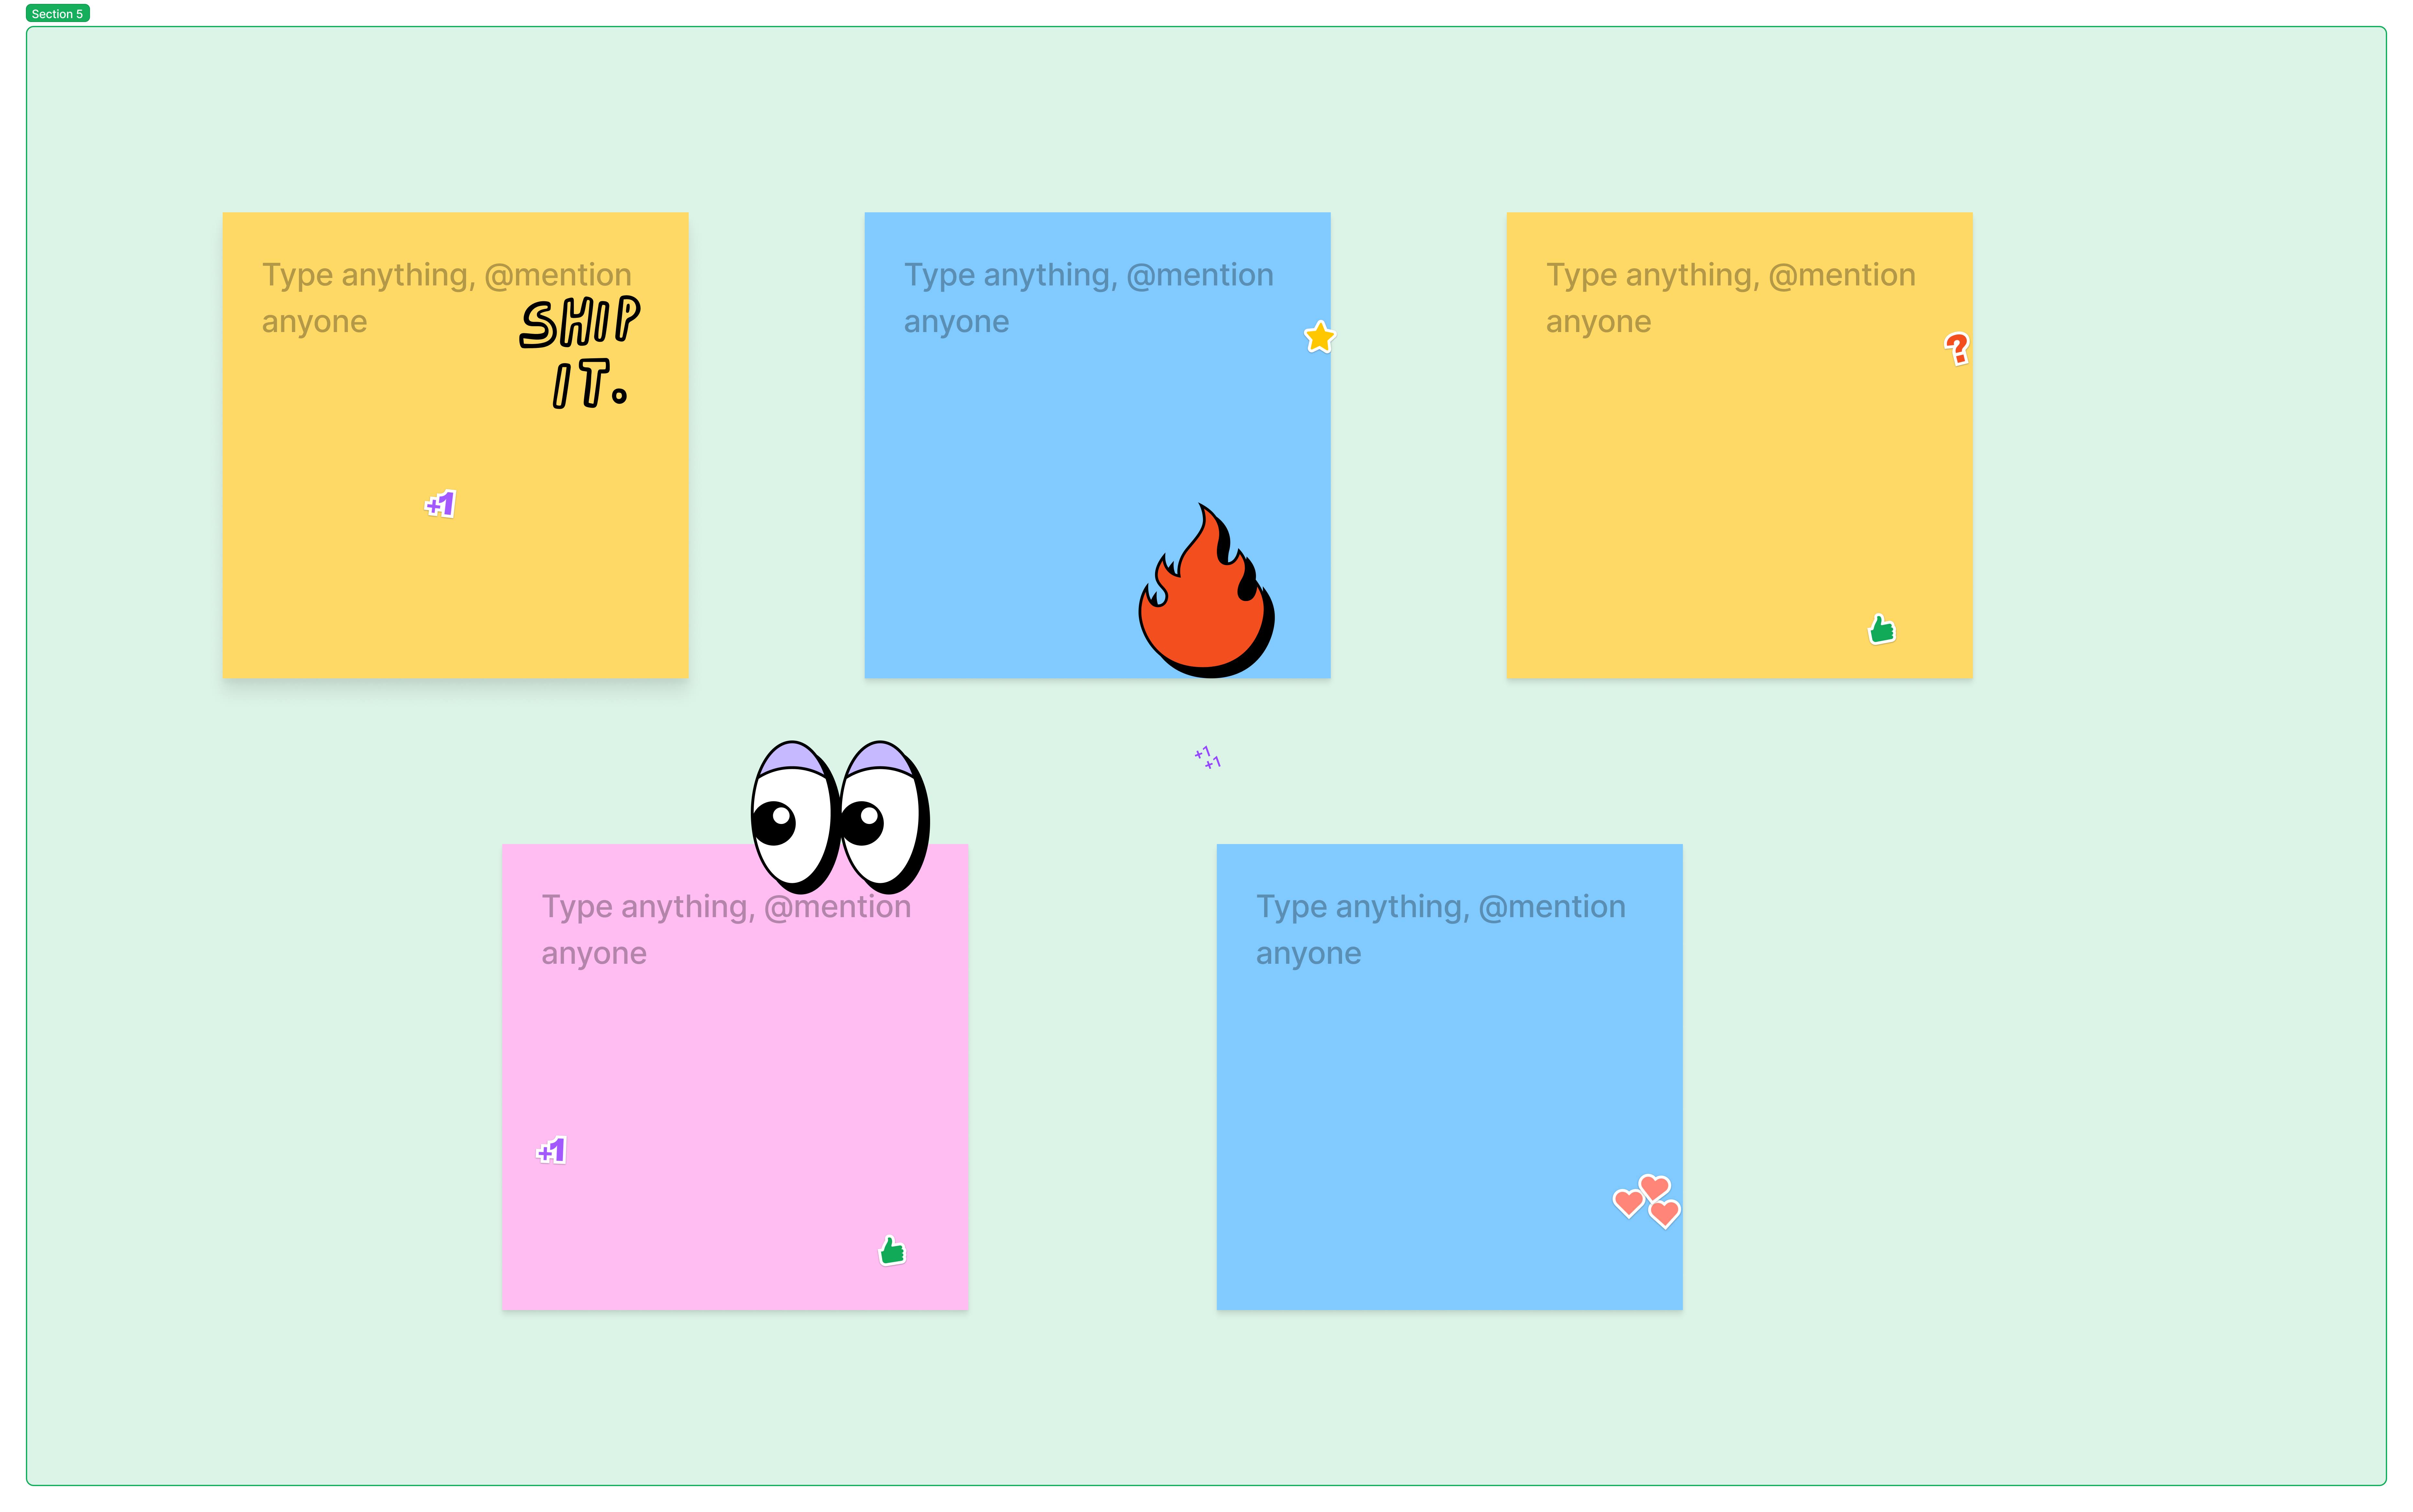 Section 5
Type anything, @mention
anyone
SHIP
IT.
+1
Type anything, @mention
anyone
Type anything, @mention
anyone
?
+1
+1
Type anything, @mention
anyone
+1
Type anything, @mention
anyone